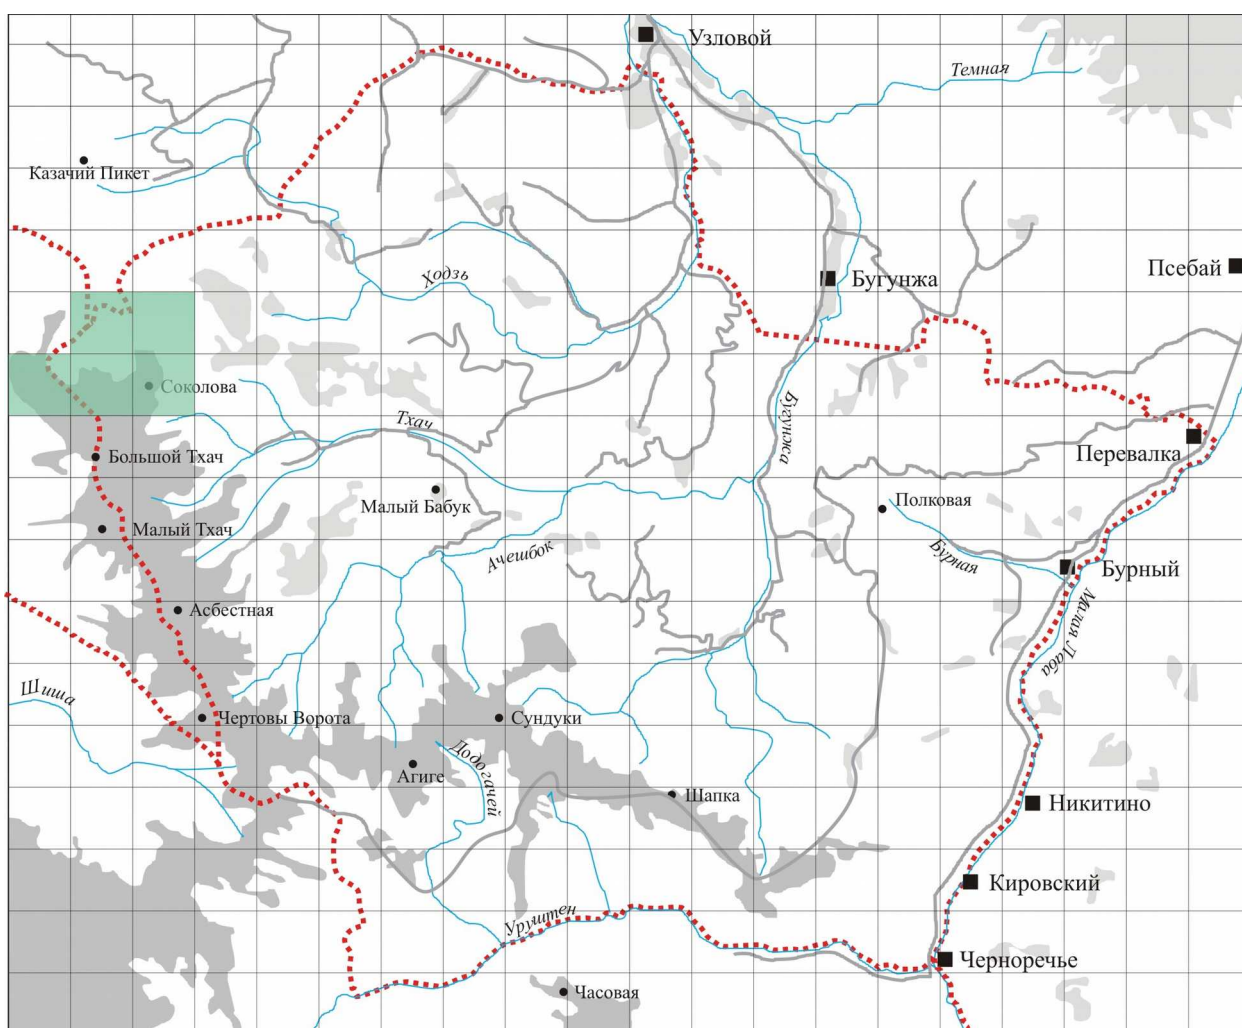 Узловой
Темная
Казачий Пикет
Ходзь
Бугунжа
Псебай
Соколова
Тхач
Бугунжа
Большой Тхач
Перевалка
Малый Бабук
Полковая
Малый Тхач
Ачешбок
Бурная
Бурный
Асбестная
Малая Лаба
Шиша
Чертовы Ворота
Сундуки
Додогачей
Агиге
Шапка
Никитино
Кировский
Уруштен
Черноречье
Часовая